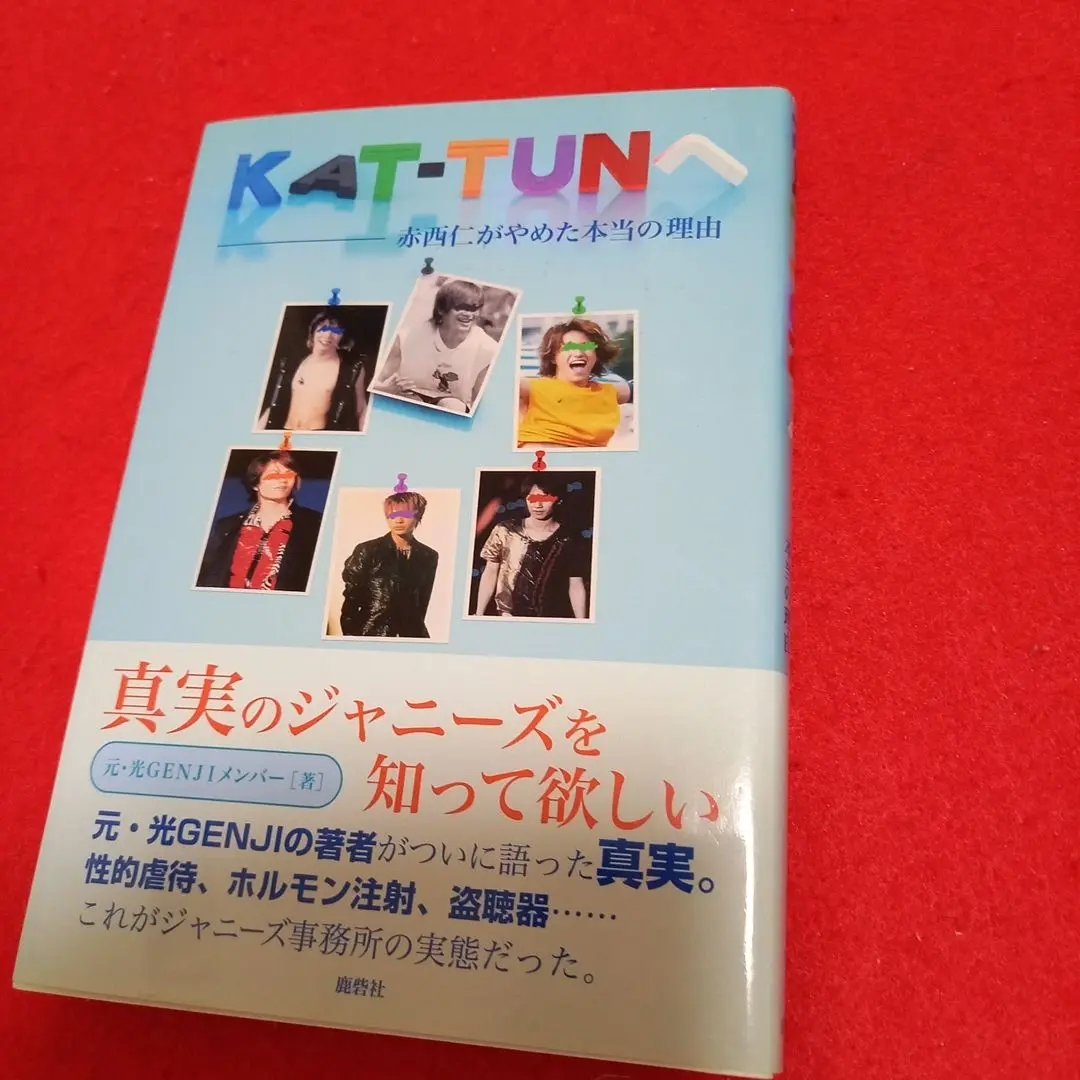 KAT-TUNへ
赤西仁がやめた本当の理由
真実のジャニーズを
知って欲しい
元・光GENJIメンバー[著]
元・光GENJIの著者がついに語った真実。
性的虐待、ホルモン注射、盗聴器……
これがジャニーズ事務所の実態だった。
鹿砦社